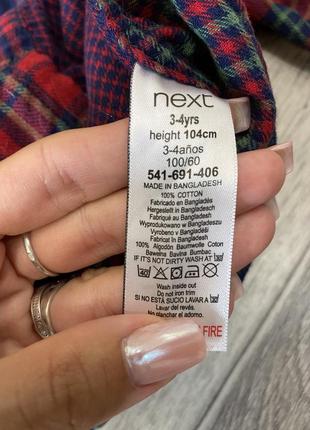 next
3-4yrs
height 104cm
3-4años
100/60
541-691-406
MADE IN BANGLADESH
100% COTTON
Fabricado en Bangladés
Hergestellt in Bangladesch
Fabriqué au Bangladesh
Wyprodukowano w Bangladeszu
Vyrobeno v Bangladéši
Fabricat în Bangladesh
100% Algodón Baumwolle Coton
Bawełna Bavlna Bumbac
IF IT'S NOT DIRTY WASH AT
40
Wash inside out
Do not iron trim
SI NO ESTÁ SUCIO LAVAR A
Lavar del revés.
No planchar el adorno.
FIRE